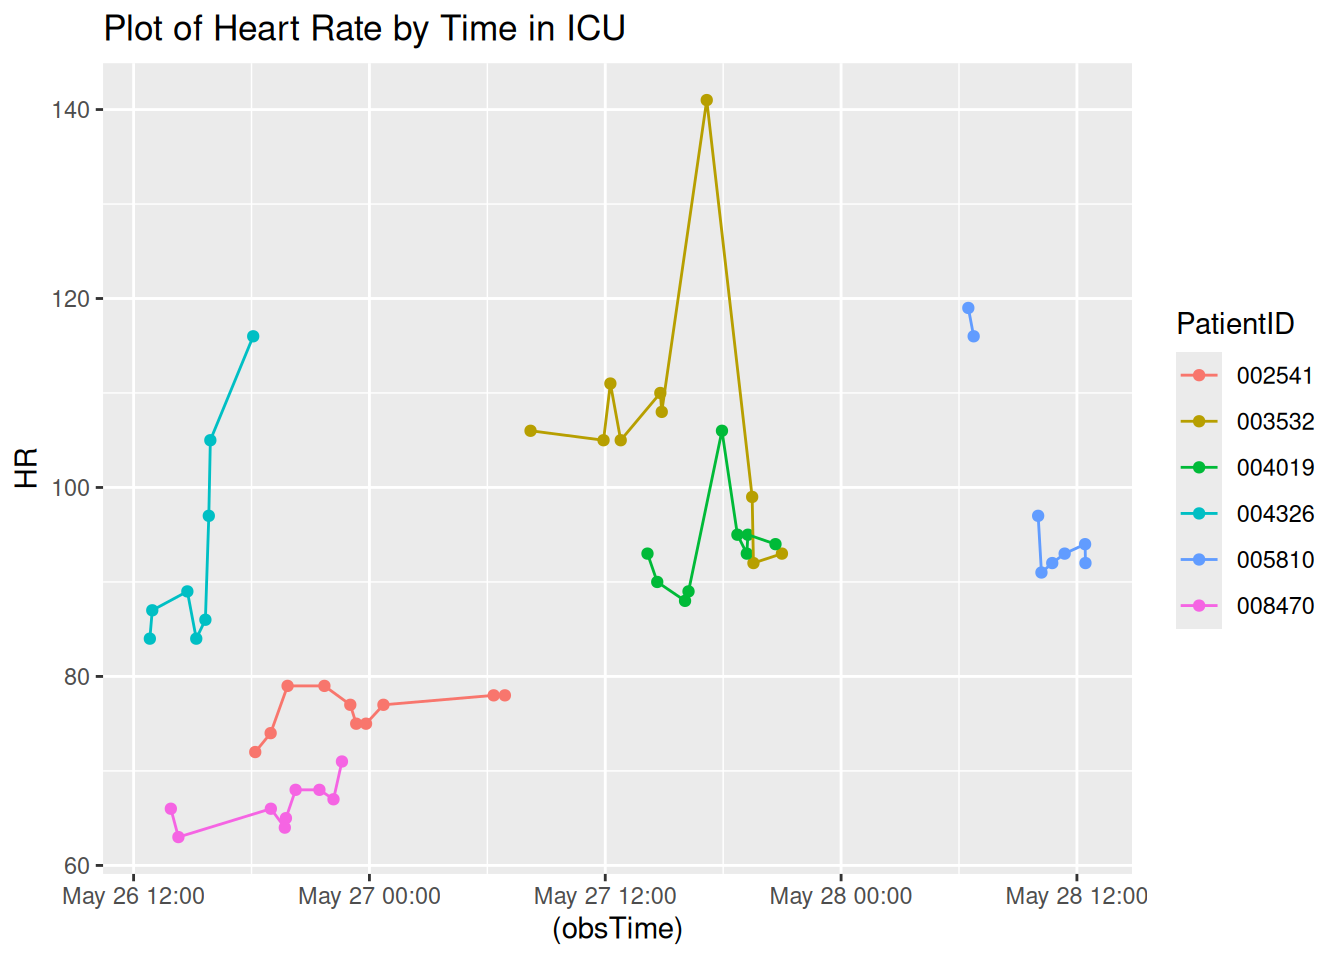 Plot of Heart Rate by Time in ICU
140
120
100
80
60
HR
May 26 12:00
May 27 00:00
May 27 12:00
May 28 00:00
May 28 12:00
(obsTime)
PatientID
002541
003532
004019
004326
005810
008470